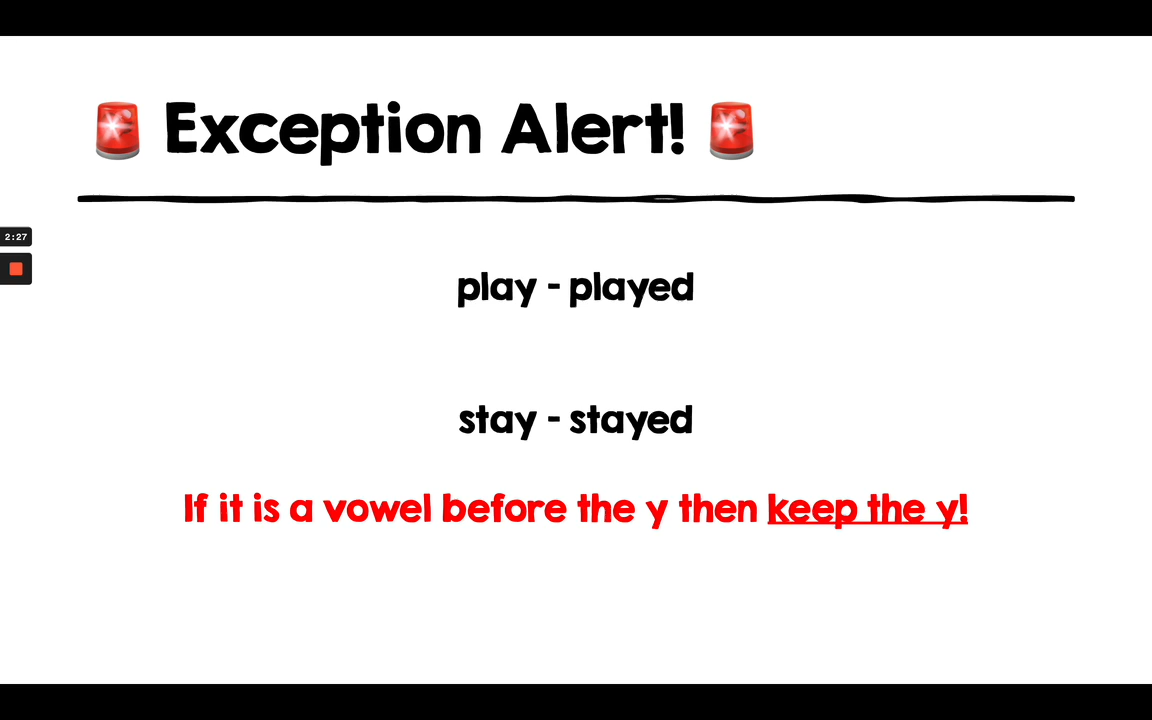 🚨 Exception Alert! 🚨
2:27
play - played
stay - stayed
If it is a vowel before the y then keep the y!